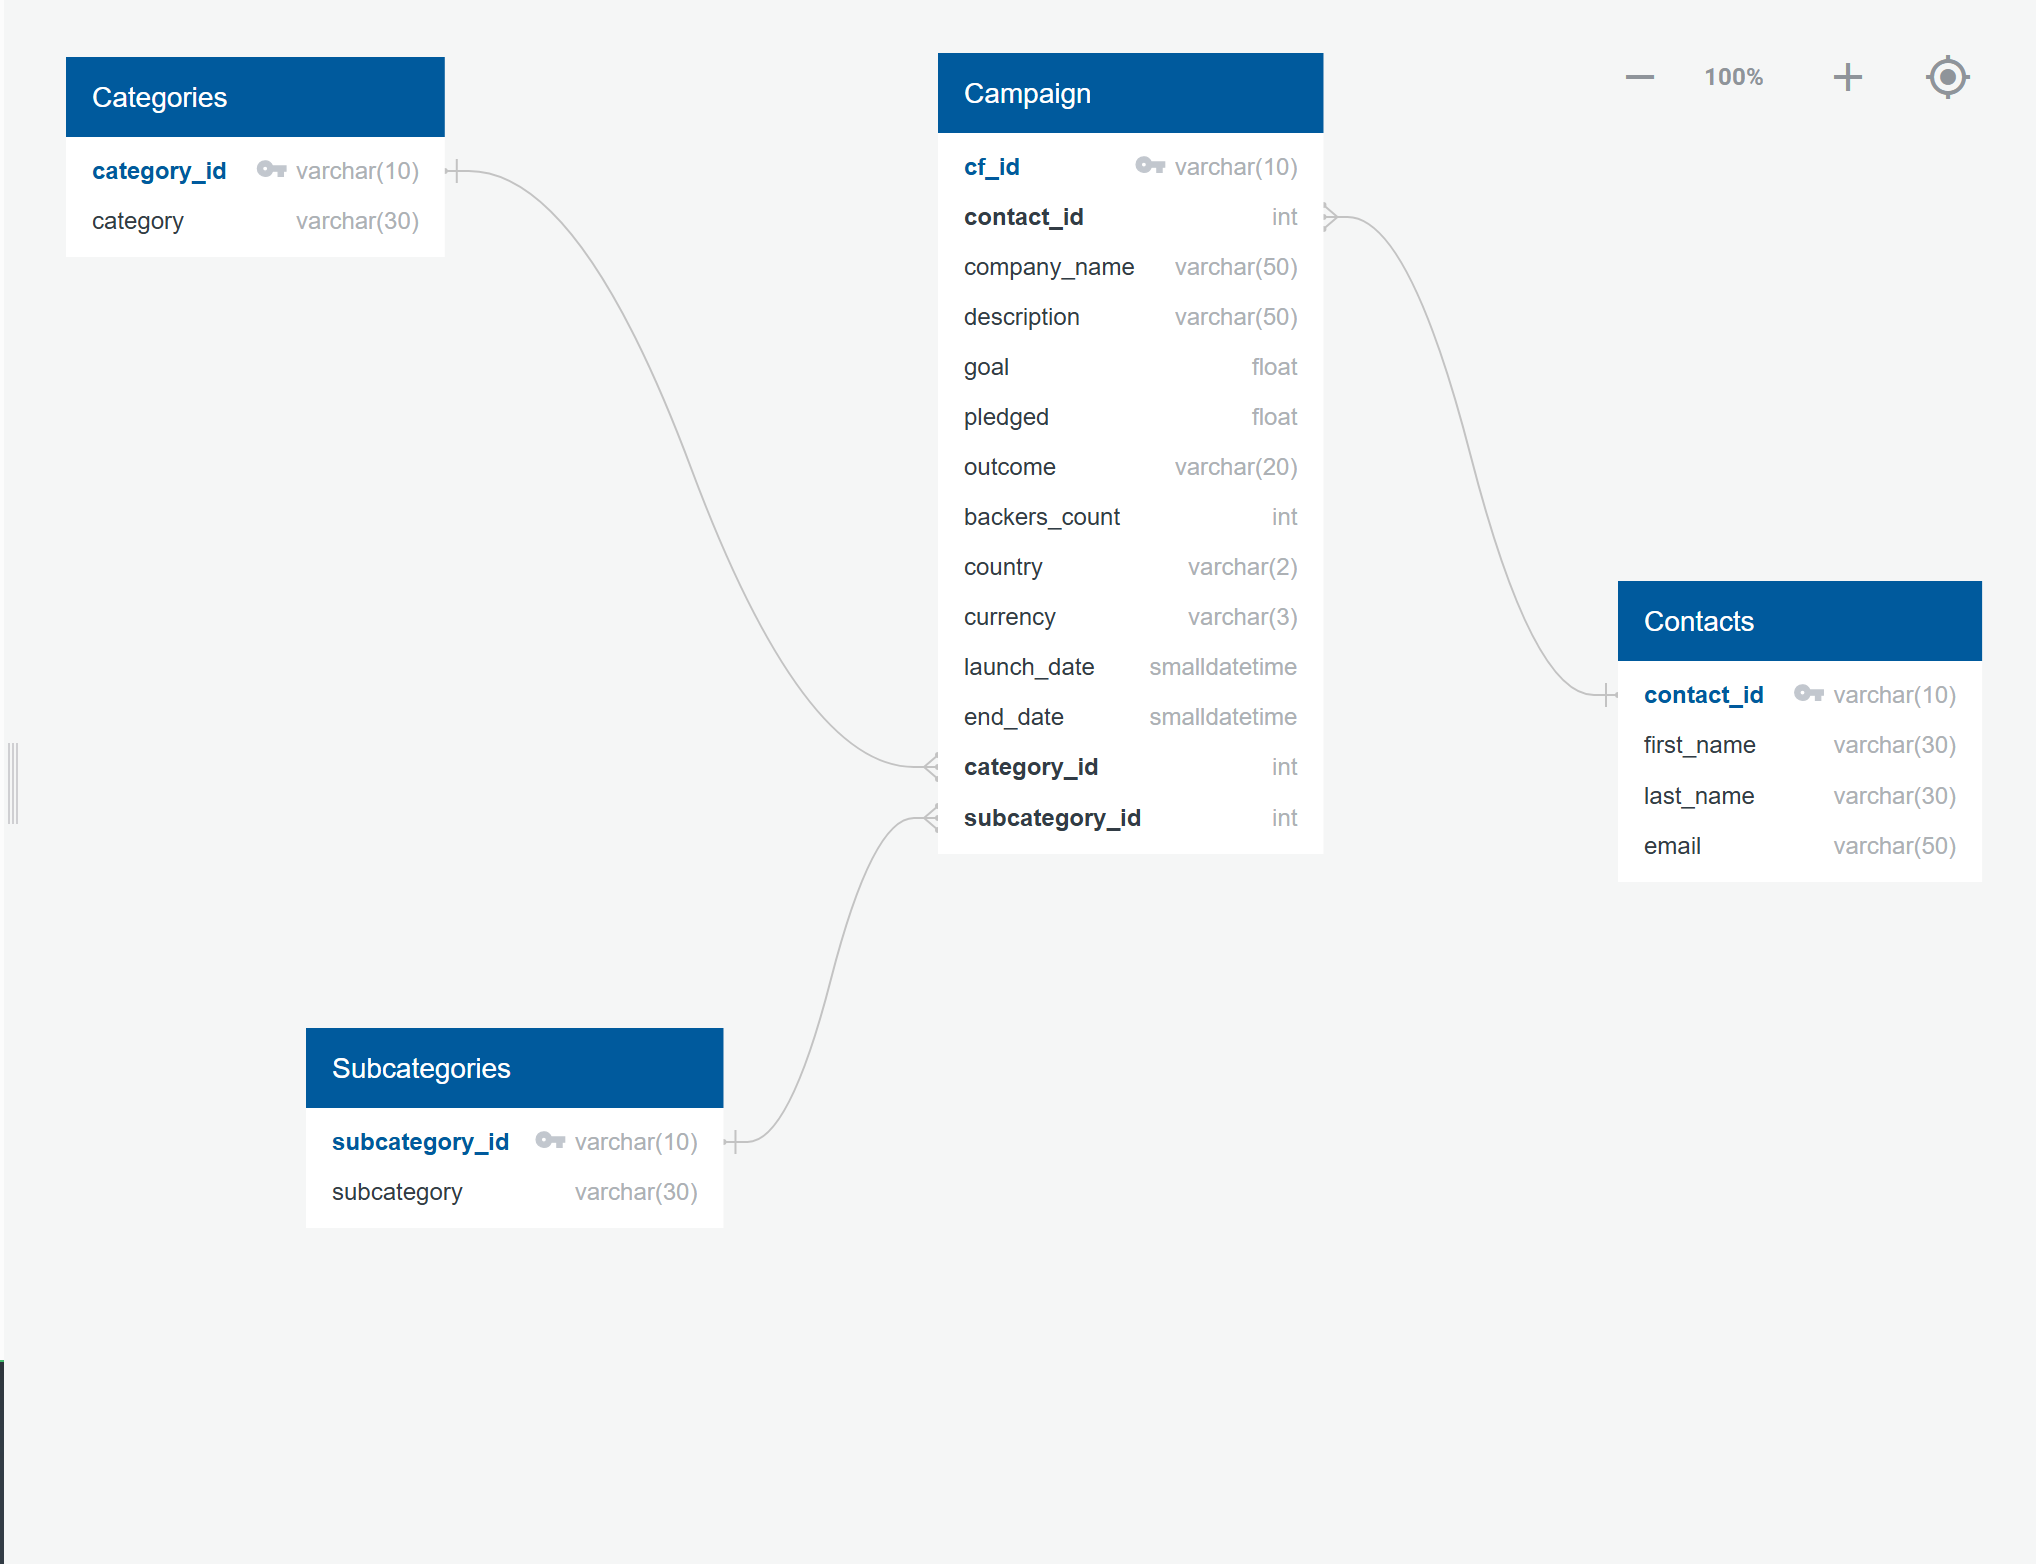 Categories
category_id varchar(10)
category varchar(30)
Campaign
cf_id varchar(10)
contact_id int
company_name varchar(50)
description varchar(50)
goal float
pledged float
outcome varchar(20)
backers_count int
country varchar(2)
currency varchar(3)
launch_date smalldatetime
end_date smalldatetime
category_id int
subcategory_id int
100%
Contacts
contact_id varchar(10)
first_name varchar(30)
last_name varchar(30)
email varchar(50)
Subcategories
subcategory_id varchar(10)
subcategory varchar(30)